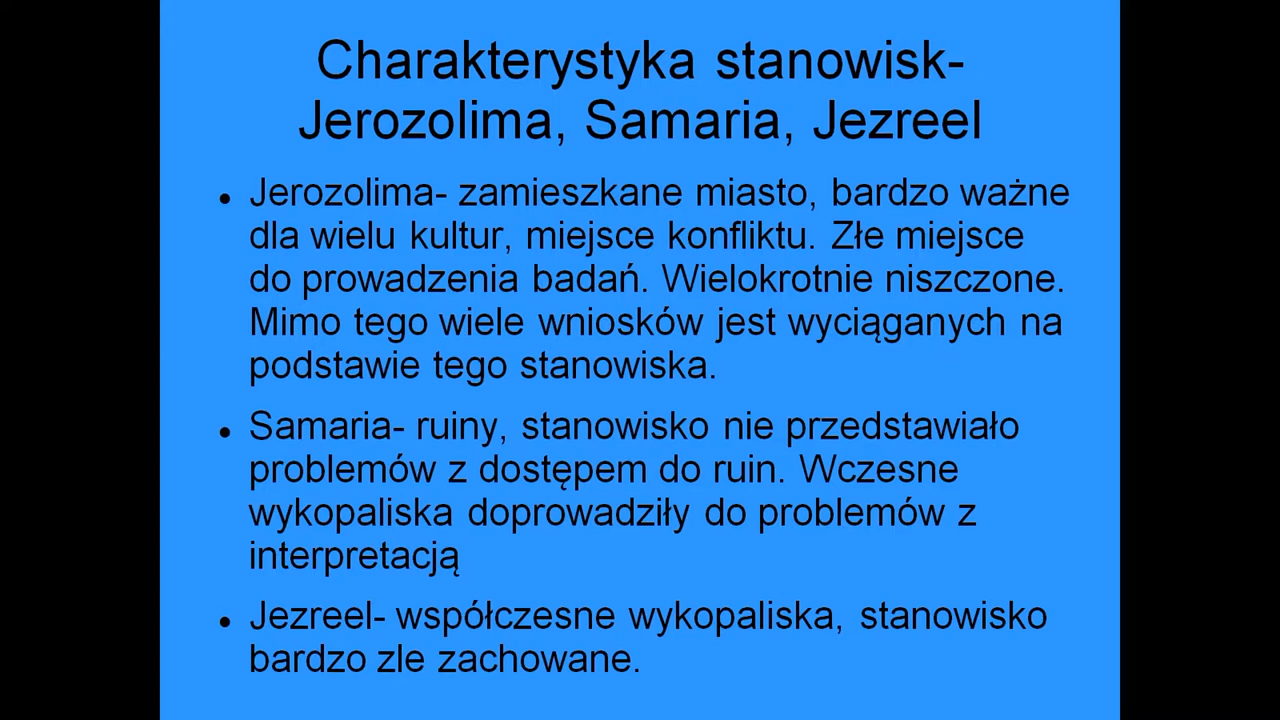 Charakterystyka stanowisk-
Jerozolima, Samaria, Jezreel
• Jerozolima- zamieszkane miasto, bardzo ważne
dla wielu kultur, miejsce konfliktu. Złe miejsce
do prowadzenia badań. Wielokrotnie niszczone.
Mimo tego wiele wniosków jest wyciąganych na
podstawie tego stanowiska.
• Samaria- ruiny, stanowisko nie przedstawiało
problemów z dostępem do ruin. Wczesne
wykopaliska doprowadziły do problemów z
interpretacją
• Jezreel- współczesne wykopaliska, stanowisko
bardzo zle zachowane.